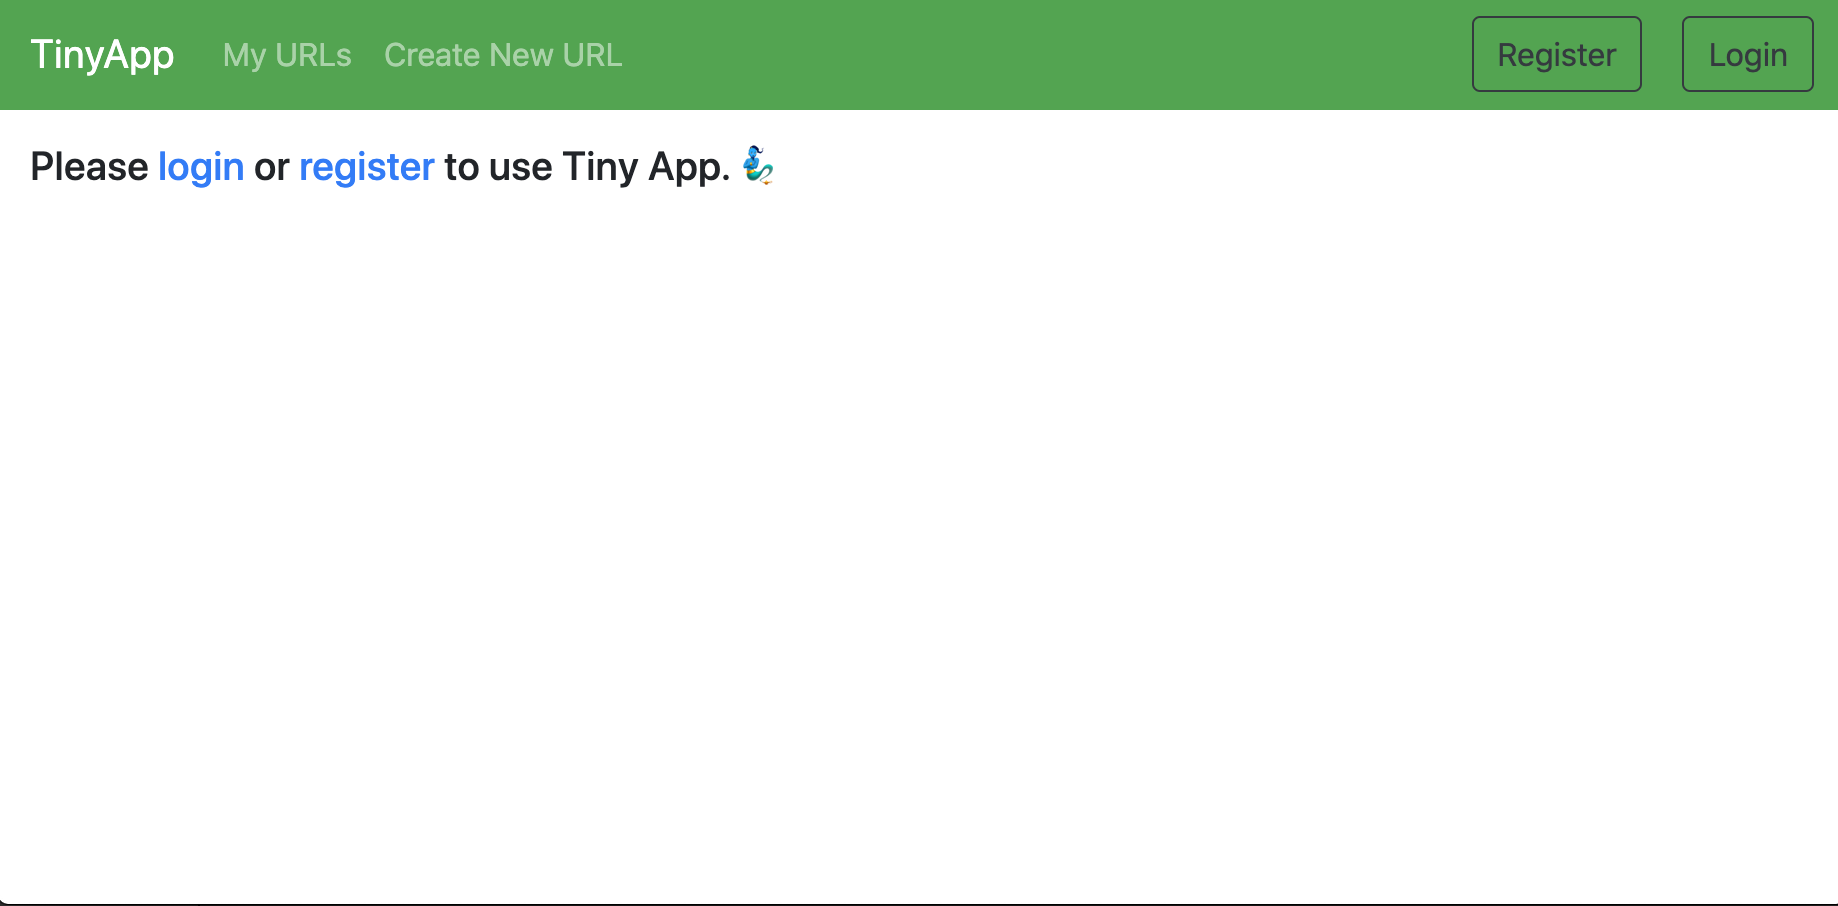 TinyApp My URLs Create New URL Register Login
Please login or register to use Tiny App. 🧞‍♂️